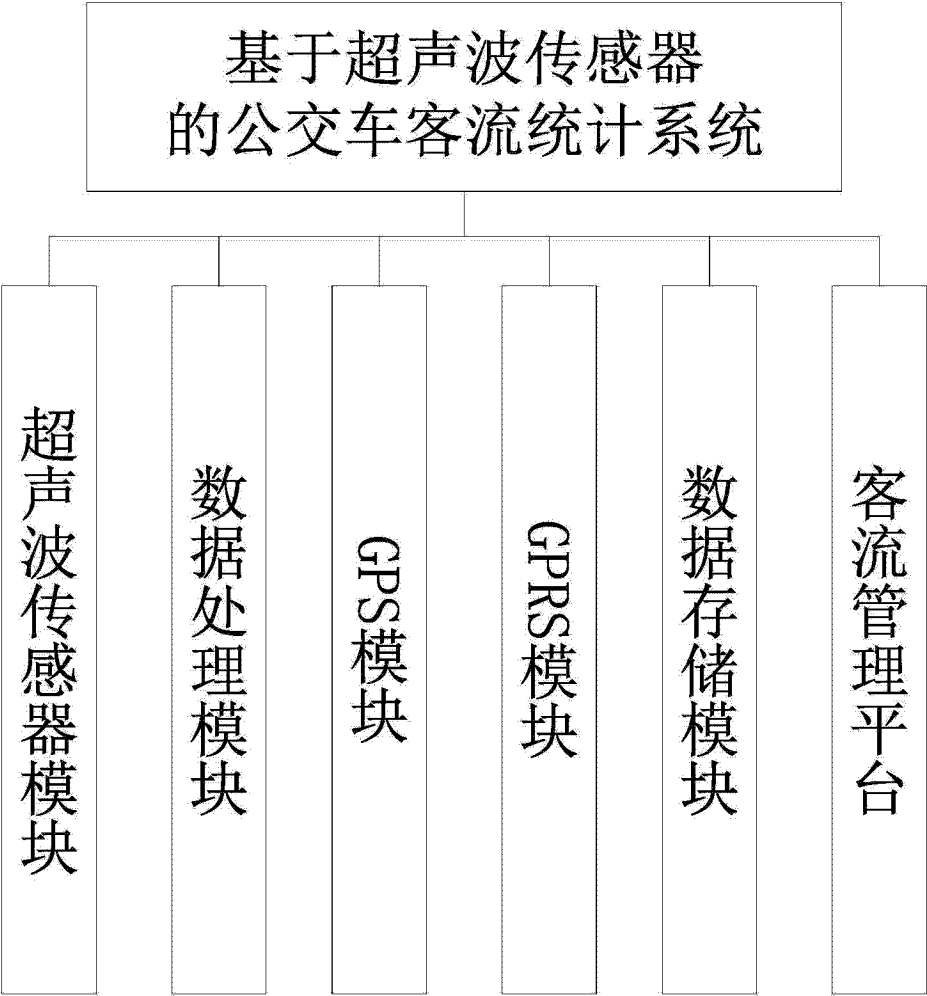 基于超声波传感器
的公交车客流统计系统
超声波传感器模块
数据处理模块
GPS模块
GPRS模块
数据存储模块
客流管理平台